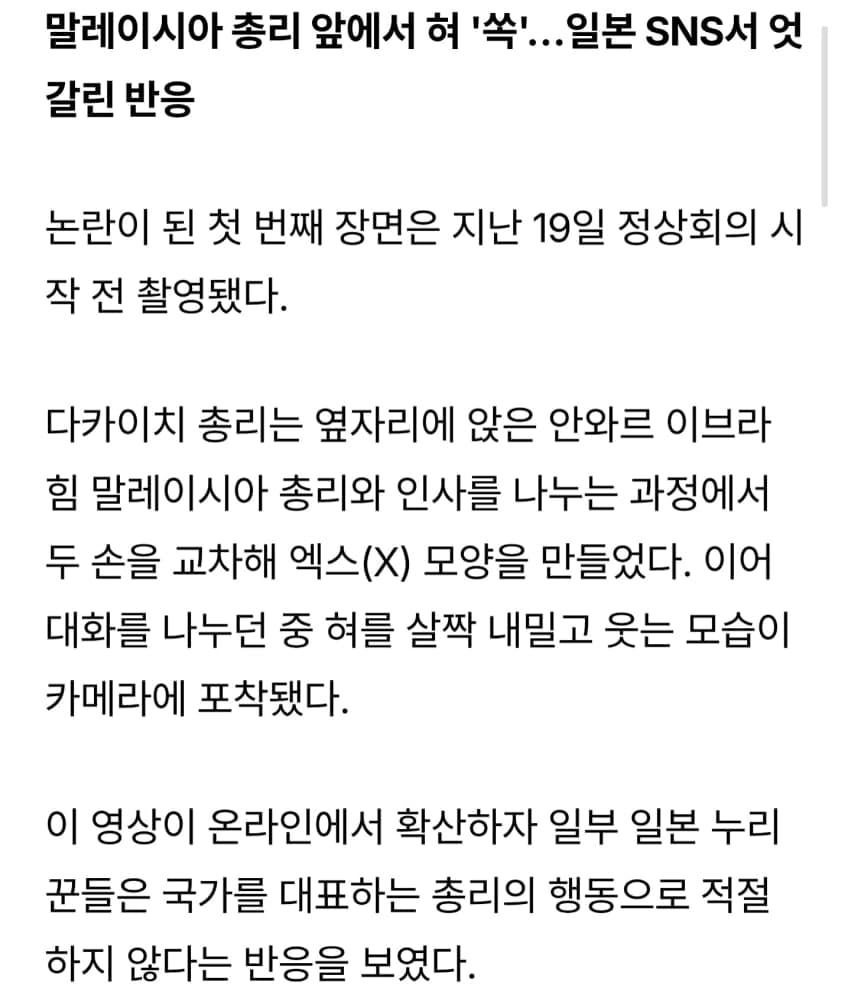 말레이시아 총리 앞에서 혀 '쏙'…일본 SNS서 엇
갈린 반응
논란이 된 첫 번째 장면은 지난 19일 정상회의 시
작 전 촬영됐다.
다카이치 총리는 옆자리에 앉은 안와르 이브라
힘 말레이시아 총리와 인사를 나누는 과정에서
두 손을 교차해 엑스(X) 모양을 만들었다. 이어
대화를 나누던 중 혀를 살짝 내밀고 웃는 모습이
카메라에 포착됐다.
이 영상이 온라인에서 확산하자 일부 일본 누리
꾼들은 국가를 대표하는 총리의 행동으로 적절
하지 않다는 반응을 보였다.